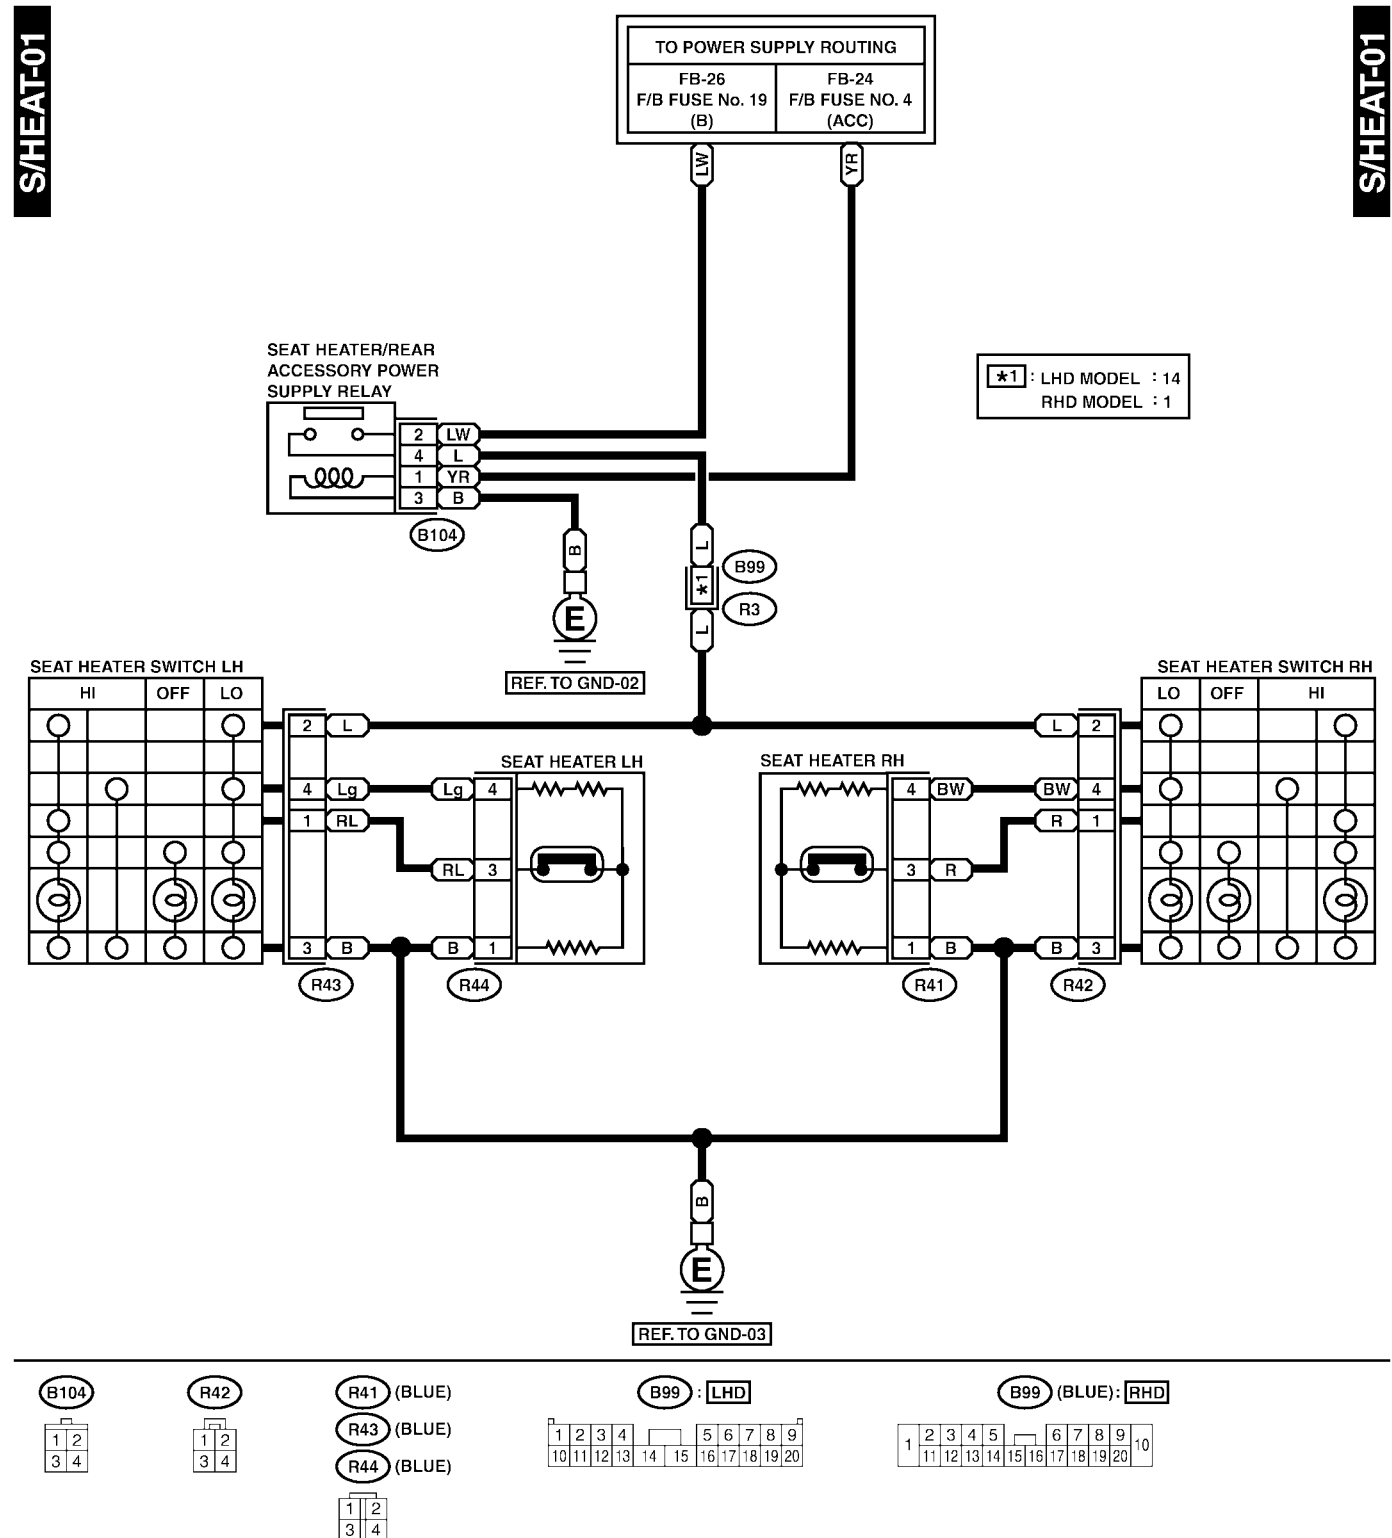 S/HEAT-01
S/HEAT-01
TO POWER SUPPLY ROUTING
FB-26
F/B FUSE No. 19
(B)
FB-24
F/B FUSE NO. 4
(ACC)
LW
YR
SEAT HEATER/REAR
ACCESSORY POWER
SUPPLY RELAY
*1 : LHD MODEL : 14
RHD MODEL : 1
2 LW
4 L
1 YR
3 B
B104
B
E
REF. TO GND-02
L
*1
L
B99
R3
SEAT HEATER SWITCH LH
HI OFF LO
2 L
4 Lg
1 RL
3 B
R43
SEAT HEATER LH
Lg 4
RL 3
B 1
R44
SEAT HEATER RH
4 BW
3 R
1 B
R41
SEAT HEATER SWITCH RH
LO OFF HI
L 2
BW 4
R 1
B 3
R42
B
E
REF. TO GND-03
B104
1 2
3 4
R42
1 2
3 4
R41 (BLUE)
R43 (BLUE)
R44 (BLUE)
1 2
3 4
B99 : LHD
1 2 3 4 5 6 7 8 9
10 11 12 13 14 15 16 17 18 19 20
B99 (BLUE): RHD
1 2 3 4 5 6 7 8 9 10
11 12 13 14 15 16 17 18 19 20